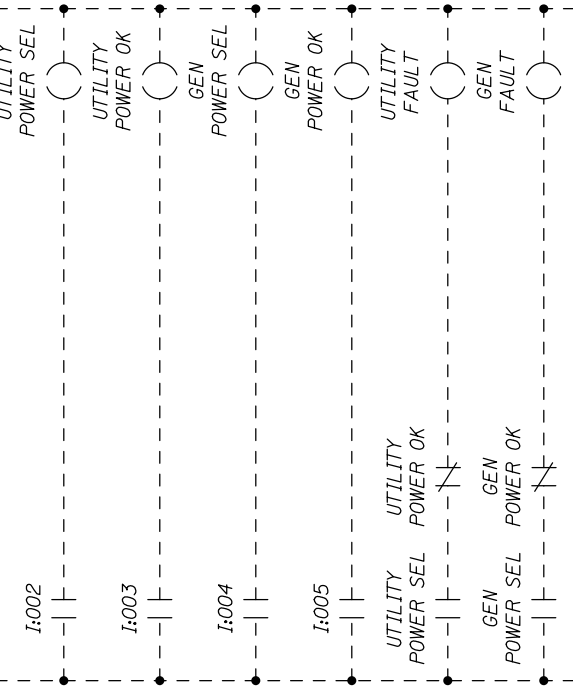 I:002
UTILITY
POWER SEL
I:003
UTILITY
POWER OK
I:004
GEN
POWER SEL
I:005
GEN
POWER OK
UTILITY
POWER SEL
UTILITY
POWER OK
UTILITY
FAULT
GEN
POWER SEL
GEN
POWER OK
GEN
FAULT